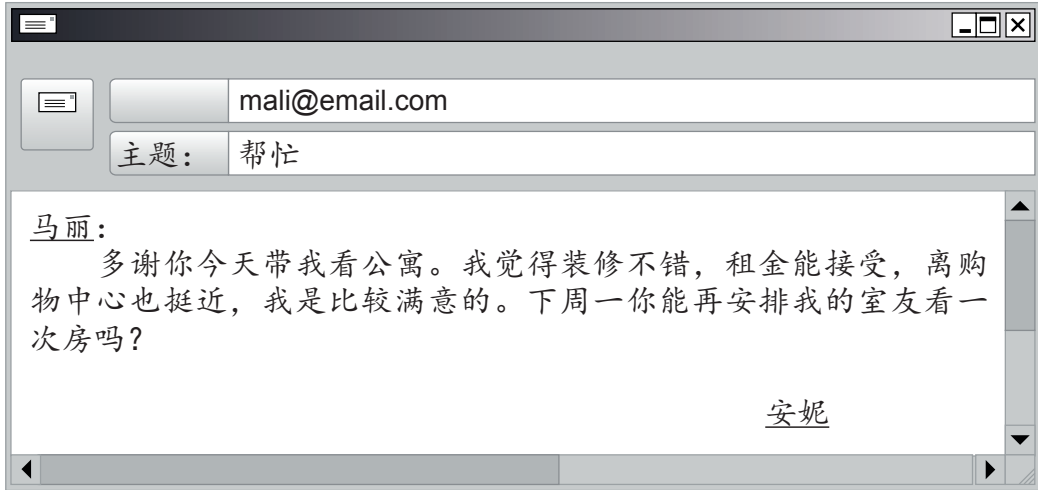 mali@email.com
主题：帮忙
马丽：
多谢你今天带我看公寓。我觉得装修不错，租金能接受，离购
物中心也挺近，我是比较满意的。下周一你能再安排我的室友看一
次房吗？
安妮